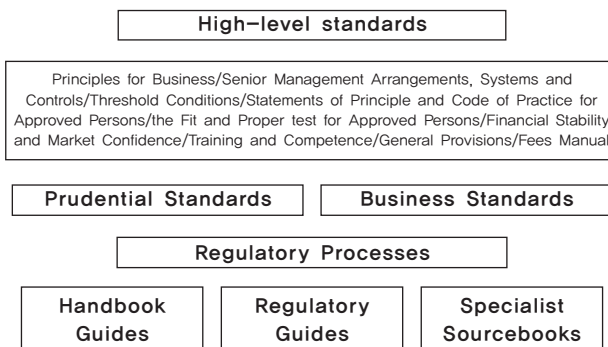 High-level standards
Principles for Business/Senior Management Arrangements, Systems and
Controls/Threshold Conditions/Statements of Principle and Code of Practice for
Approved Persons/the Fit and Proper test for Approved Persons/Financial Stability
and Market Confidence/Training and Competence/General Provisions/Fees Manual
Prudential Standards
Business Standards
Regulatory Processes
Handbook
Guides
Regulatory
Guides
Specialist
Sourcebooks